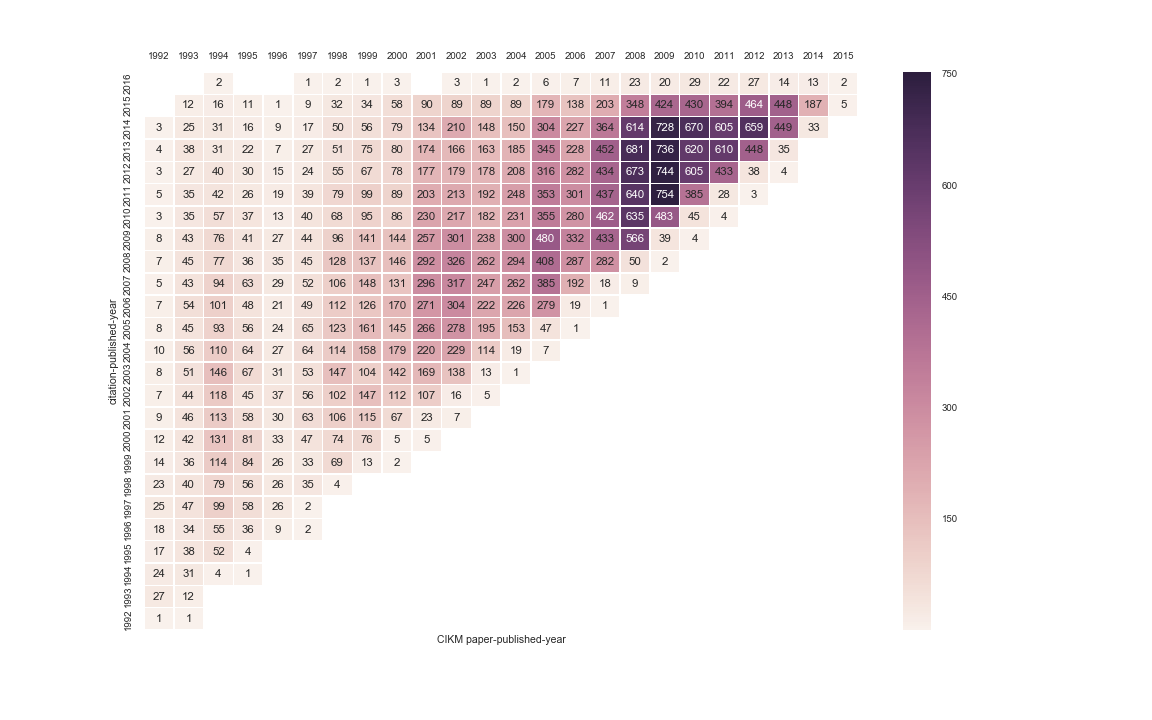 1992 1993 1994 1995 1996 1997 1998 1999 2000 2001 2002 2003 2004 2005 2006 2007 2008 2009 2010 2011 2012 2013 2014 2015
2016 2 1 2 1 3 3 1 2 6 7 11 23 20 29 22 27 14 13 2
2015 12 16 11 1 9 32 34 58 90 89 89 89 179 138 203 348 424 430 394 464 448 187 5
2014 3 25 31 16 9 17 50 56 79 134 210 148 150 304 227 364 614 728 670 605 659 449 33
2013 4 38 31 22 7 27 51 75 80 174 166 163 185 345 228 452 681 736 620 610 448 35
2012 3 27 40 30 15 24 55 67 78 177 179 178 208 316 282 434 673 744 605 433 38 4
2011 5 35 42 26 19 39 79 99 89 203 213 192 248 353 301 437 640 754 385 28 3
2010 3 35 57 37 13 40 68 95 86 230 217 182 231 355 280 462 635 483 45 4
2009 8 43 76 41 27 44 96 141 144 257 301 238 300 480 332 433 566 39 4
2008 7 45 77 36 35 45 128 137 146 292 326 262 294 408 287 282 50 2
2007 5 43 94 63 29 52 106 148 131 296 317 247 262 385 192 18 9
2006 7 54 101 48 21 49 112 126 170 271 304 222 226 279 19 1
2005 8 45 93 56 24 65 123 161 145 266 278 195 153 47 1
2004 10 56 110 64 27 64 114 158 179 220 229 114 19 7
2003 8 51 146 67 31 53 147 104 142 169 138 13 1
2002 7 44 118 45 37 56 102 147 112 107 16 5
2001 9 46 113 58 30 63 106 115 67 23 7
2000 12 42 131 81 33 47 74 76 5 5
1999 14 36 114 84 26 33 69 13 2
1998 23 40 79 56 26 35 4
1997 25 47 99 58 26 2
1996 18 34 55 36 9 2
1995 17 38 52 4
1994 24 31 4 1
1993 27 12
1992 1 1
citation-published-year
CIKM paper-published-year
750
600
450
300
150